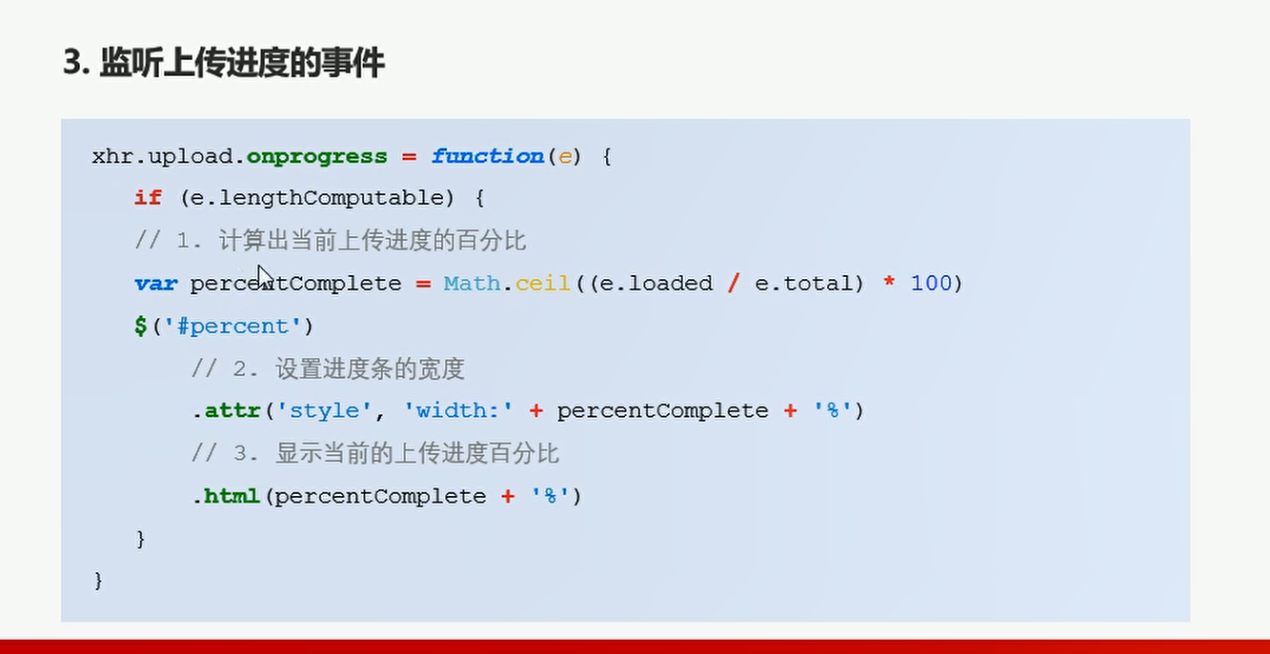 3. 监听上传进度的事件
xhr.upload.onprogress = function(e) {
if (e.lengthComputable) {
// 1. 计算出当前上传进度的百分比
var percentComplete = Math.ceil((e.loaded / e.total) * 100)
$('#percent')
// 2. 设置进度条的宽度
.attr('style', 'width:' + percentComplete + '%')
// 3. 显示当前的上传进度百分比
.html(percentComplete + '%')
}
}